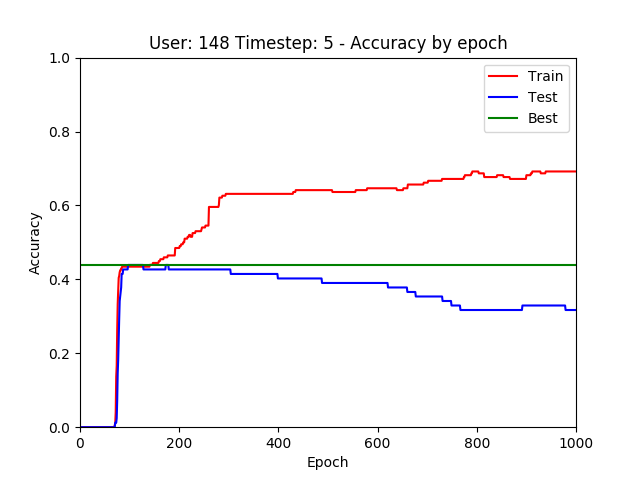 User: 148 Timestep: 5 - Accuracy by epoch
Train
Test
Best
Accuracy
1.0
0.8
0.6
0.4
0.2
0.0
0 200 400 600 800 1000
Epoch